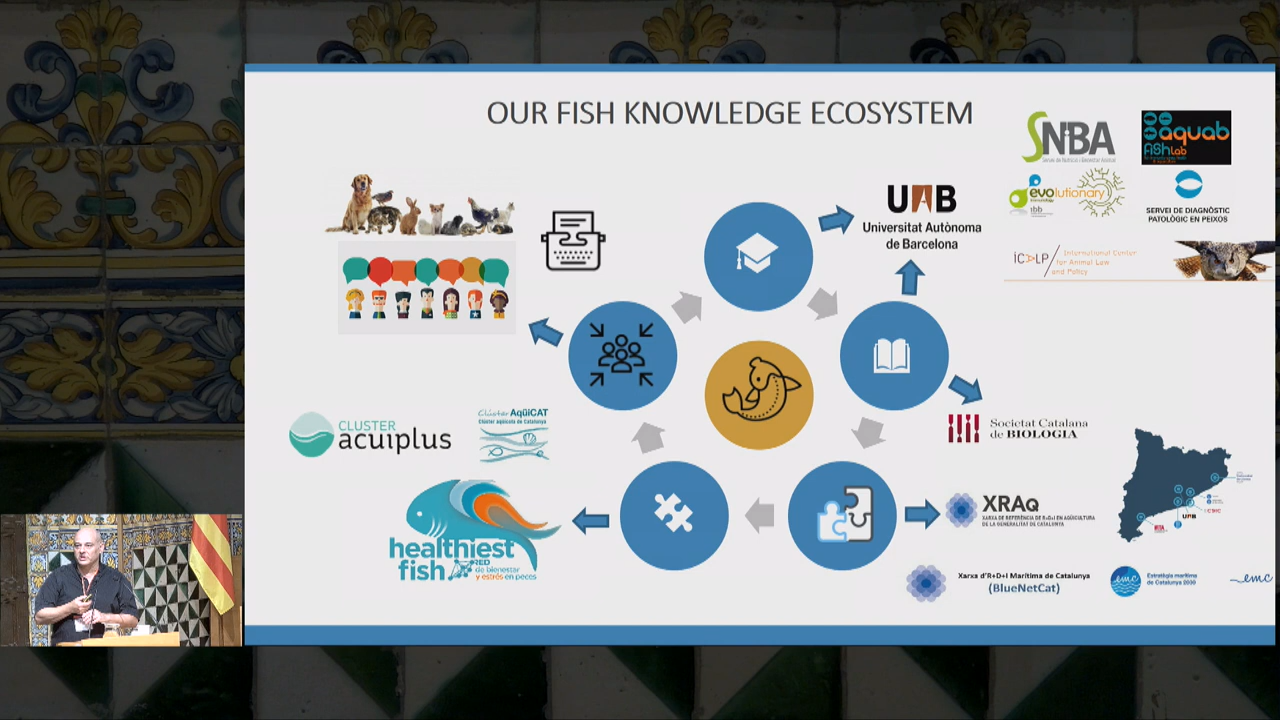 OUR FISH KNOWLEDGE ECOSYSTEM
SNiBA
Servei de Nutrició i Benestar Animal
aquab
FISHlab
evolutionary
immunology
ibb
SERVEI DE DIAGNÒSTIC
PATOLÒGIC EN PEIXOS
UAB
Universitat Autònoma
de Barcelona
iCALP
International Center
for Animal Law
and Policy
CLUSTER
acuiplus
Clúster AqüiCAT
Clúster aqüícola de Catalunya
Societat Catalana
de BIOLOGIA
healthiest
fish
RED
de bienestar
y estrés en peces
XRAq
XARXA DE REFERÈNCIA DE R+D+I EN AQÜICULTURA
DE LA GENERALITAT DE CATALUNYA
UAB
CSIC
Xarxa d'R+D+I Marítima de Catalunya
(BlueNetCat)
emc
Estratègia marítima
de Catalunya 2030
emc